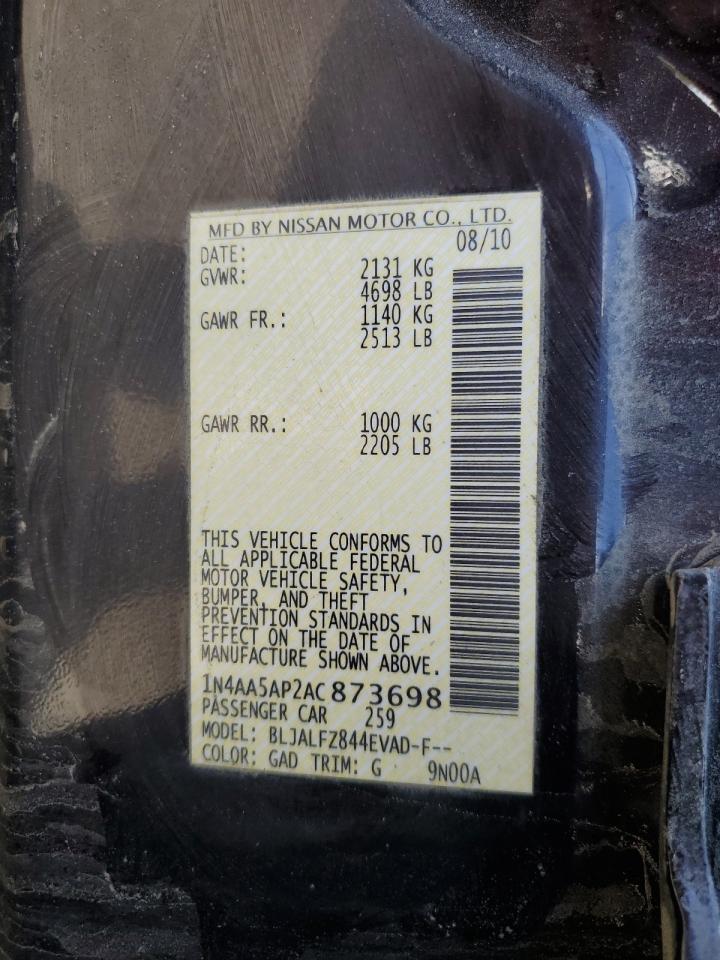 MFD BY NISSAN MOTOR CO., LTD.
DATE: 08/10
GVWR: 2131 KG
4698 LB
GAWR FR.: 1140 KG
2513 LB
GAWR RR.: 1000 KG
2205 LB
THIS VEHICLE CONFORMS TO
ALL APPLICABLE FEDERAL
MOTOR VEHICLE SAFETY,
BUMPER, AND THEFT
PREVENTION STANDARDS IN
EFFECT ON THE DATE OF
MANUFACTURE SHOWN ABOVE.
1N4AA5AP2AC873698
PASSENGER CAR 259
MODEL: BLJALFZ844EVAD-F--
COLOR: GAD TRIM: G 9N00A